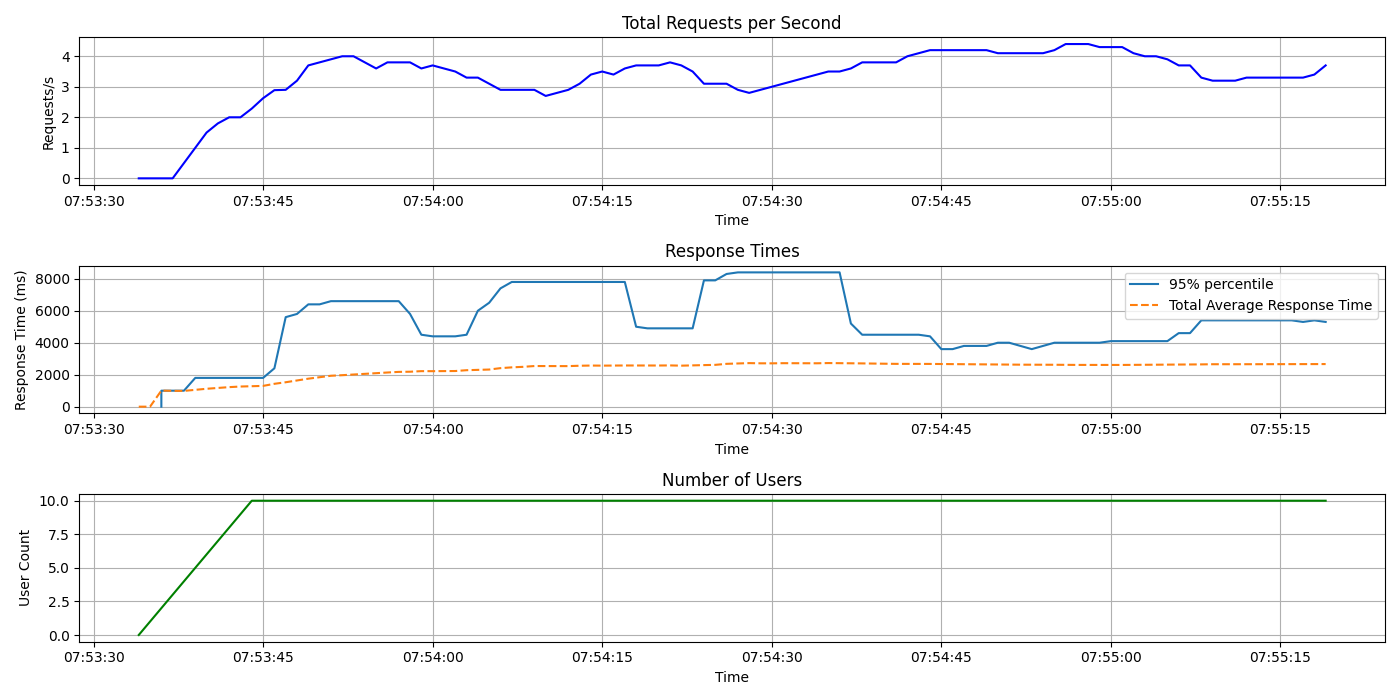 Total Requests per Second
Requests/s
4
3
2
1
0
07:53:30 07:53:45 07:54:00 07:54:15 07:54:30 07:54:45 07:55:00 07:55:15
Time
Response Times
Response Time (ms)
8000
6000
4000
2000
0
95% percentile
Total Average Response Time
07:53:30 07:53:45 07:54:00 07:54:15 07:54:30 07:54:45 07:55:00 07:55:15
Time
Number of Users
User Count
10.0
7.5
5.0
2.5
0.0
07:53:30 07:53:45 07:54:00 07:54:15 07:54:30 07:54:45 07:55:00 07:55:15
Time